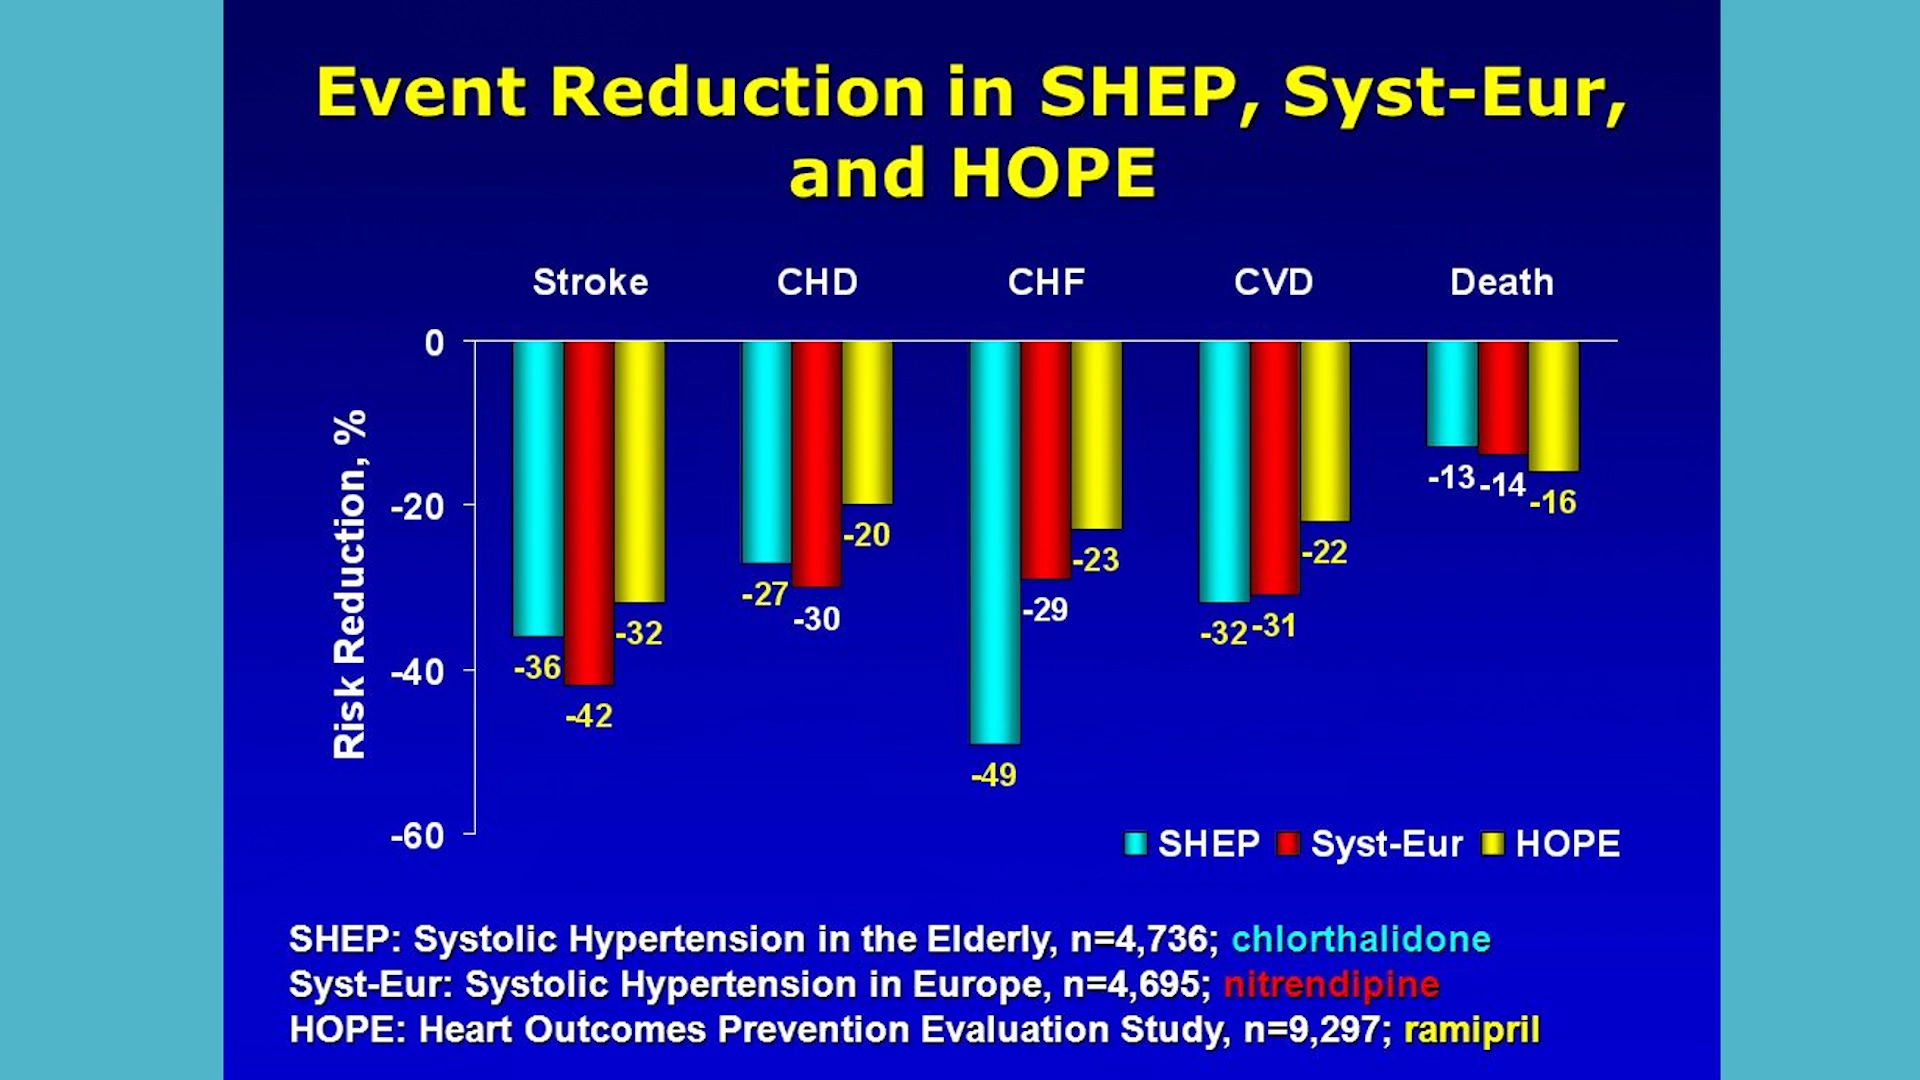 Event Reduction in SHEP, Syst-Eur,
and HOPE
Stroke CHD CHF CVD Death
0
-20
-40
-60
Risk Reduction, %
-36 -42 -32
-27 -30 -20
-49 -29 -23
-32 -31 -22
-13 -14 -16
SHEP Syst-Eur HOPE
SHEP: Systolic Hypertension in the Elderly, n=4,736; chlorthalidone
Syst-Eur: Systolic Hypertension in Europe, n=4,695; nitrendipine
HOPE: Heart Outcomes Prevention Evaluation Study, n=9,297; ramipril